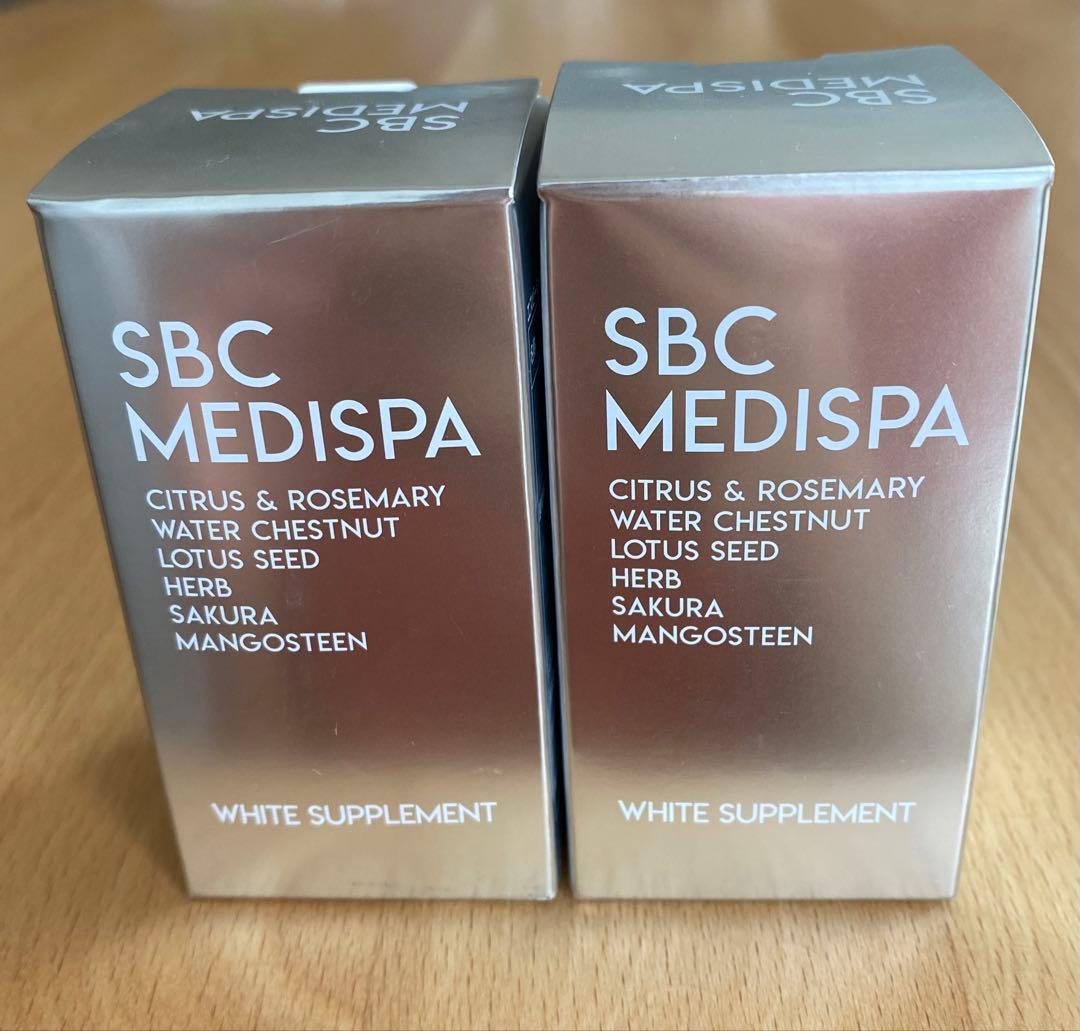 SBC
MEDISPA
SBC
MEDISPA
CITRUS & ROSEMARY
WATER CHESTNUT
LOTUS SEED
HERB
SAKURA
MANGOSTEEN
WHITE SUPPLEMENT
SBC
MEDISPA
SBC
MEDISPA
CITRUS & ROSEMARY
WATER CHESTNUT
LOTUS SEED
HERB
SAKURA
MANGOSTEEN
WHITE SUPPLEMENT